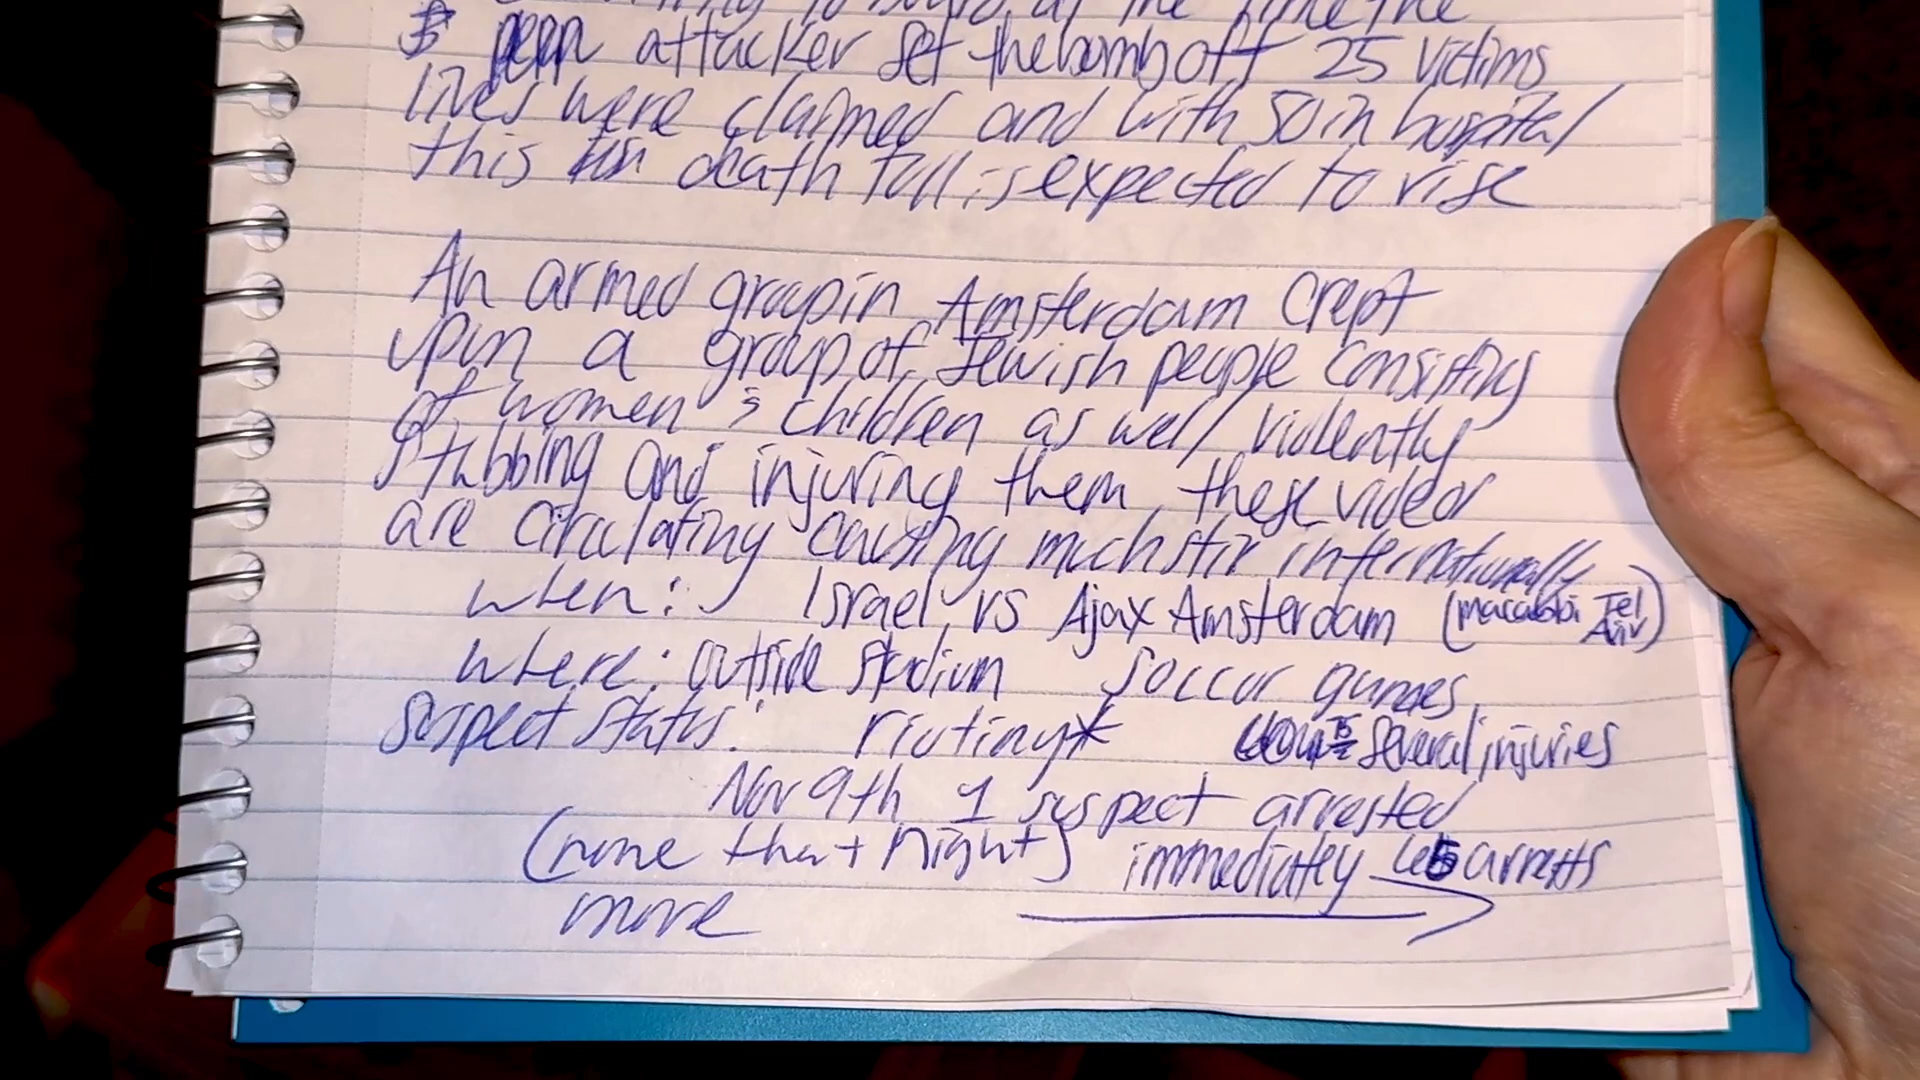 attacker set the bomb off 25 victims
lives were claimed and with 50 in hospital
this death toll is expected to rise
An armed group in Amsterdam crept
upon a group of Jewish people consisting
of women & children as well violently
stabbing and injuring them, these videos
are circulating causing much stir internationally
when: Israel vs Ajax Amsterdam (maccabbi Tel Aviv)
where: outside stadium soccor games
Suspect status: rioting* several injuries
Nov 9th 1 suspect arrested
(none that night) immediatley arrests
more